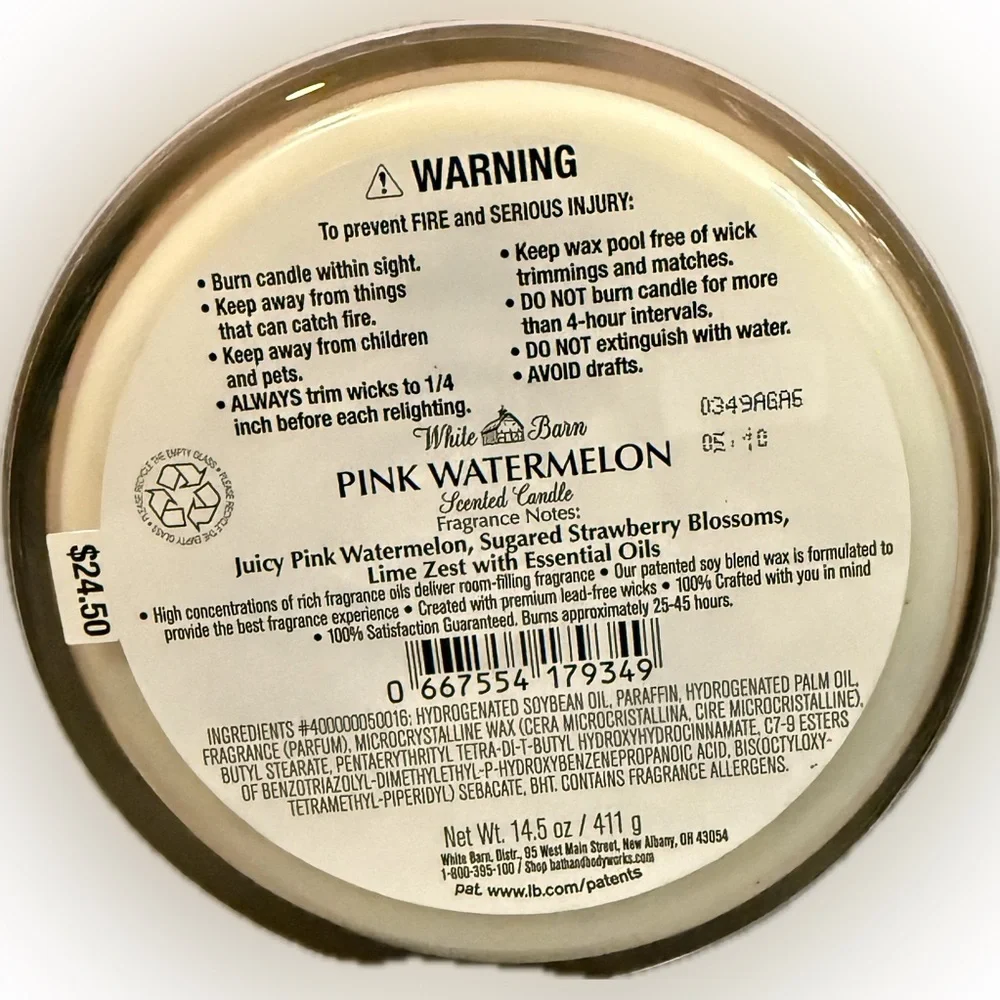 WARNING
To prevent FIRE and SERIOUS INJURY:
• Burn candle within sight.
• Keep away from things
that can catch fire.
• Keep away from children
and pets.
• ALWAYS trim wicks to 1/4
inch before each relighting.
• Keep wax pool free of wick
trimmings and matches.
• DO NOT burn candle for more
than 4-hour intervals.
• DO NOT extinguish with water.
• AVOID drafts.
0349AGA6
White Barn
PINK WATERMELON
Scented Candle
Fragrance Notes:
Juicy Pink Watermelon, Sugared Strawberry Blossoms,
Lime Zest with Essential Oils
• High concentrations of rich fragrance oils deliver room-filling fragrance • Our patented soy blend wax is formulated to
provide the best fragrance experience • Created with premium lead-free wicks • 100% Crafted with you in mind
• 100% Satisfaction Guaranteed. Burns approximately 25-45 hours.
PLEASE RECYCLE THE EMPTY GLASS • PLEASE RECYCLE THE EMPTY GLASS •
$24.50
0 667554 179349
INGREDIENTS #400000050016: HYDROGENATED SOYBEAN OIL, PARAFFIN, HYDROGENATED PALM OIL,
FRAGRANCE (PARFUM), MICROCRYSTALLINE WAX (CERA MICROCRISTALLINA, CIRE MICROCRISTALLINE),
BUTYL STEARATE, PENTAERYTHRITYL TETRA-DI-T-BUTYL HYDROXYHYDROCINNAMATE, C7-9 ESTERS
OF BENZOTRIAZOLYL-DIMETHYLETHYL-P-HYDROXYBENZENEPROPANOIC ACID, BIS(OCTYLOXY-
TETRAMETHYL-PIPERIDYL) SEBACATE, BHT. CONTAINS FRAGRANCE ALLERGENS.
Net Wt. 14.5 oz / 411 g
White Barn, Distr., 95 West Main Street, New Albany, OH 43054
1-800-395-100 / Shop bathandbodyworks.com
Pat. www.lb.com/patents